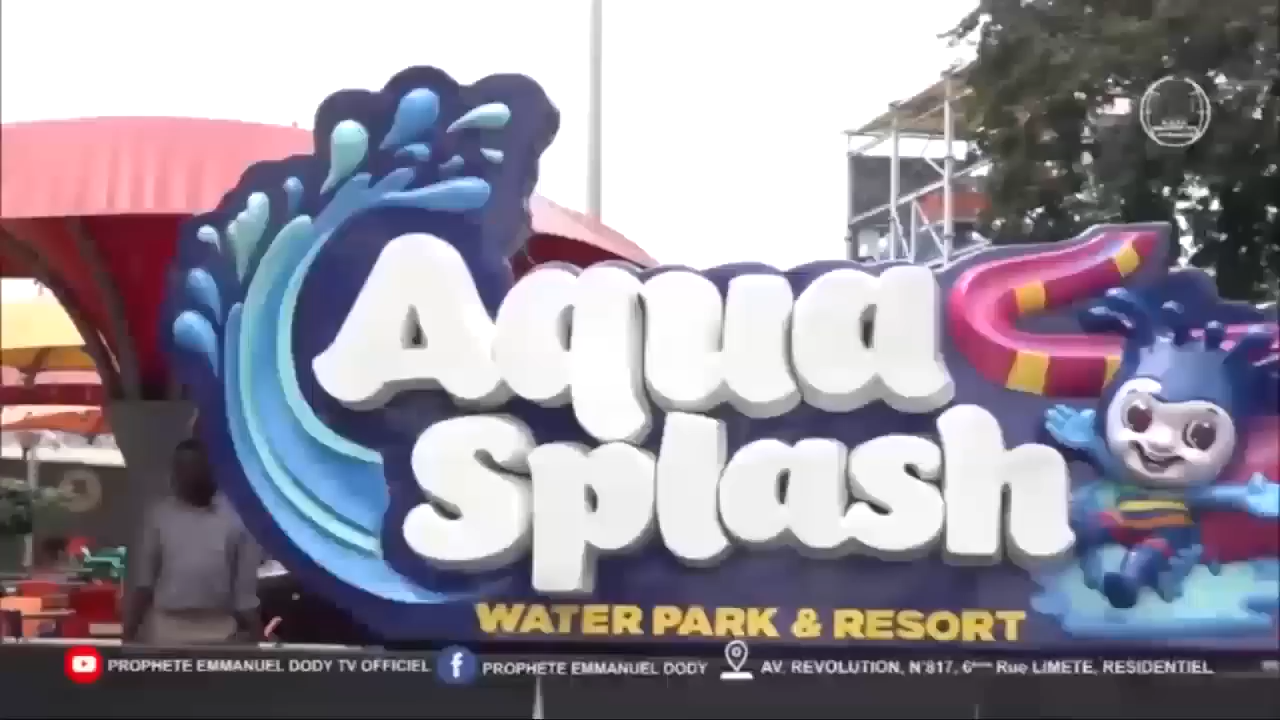 Aqua
Splash
WATER PARK & RESORT
PROPHETE EMMANUEL DODY TV OFFICIEL PROPHETE EMMANUEL DODY AV. REVOLUTION, N°817, 6ème Rue LIMETE, RESIDENTIEL